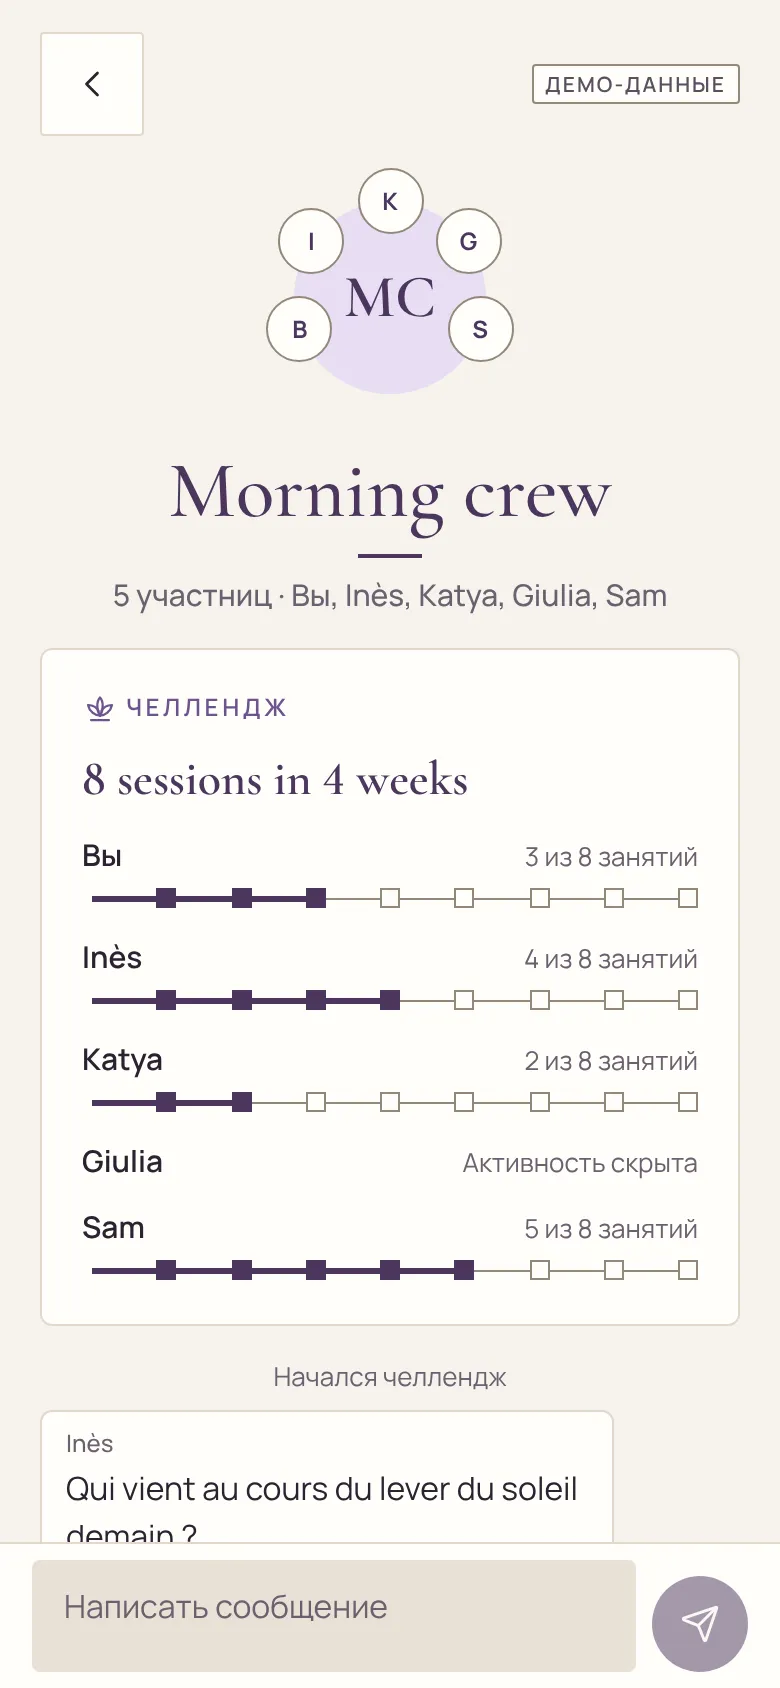 ДЕМО-ДАННЫЕ
K
I
G
MC
B
S
Morning crew
5 участниц · Вы, Inès, Katya, Giulia, Sam
ЧЕЛЛЕНДЖ
8 sessions in 4 weeks
Вы
3 из 8 занятий
Inès
4 из 8 занятий
Katya
2 из 8 занятий
Giulia
Активность скрыта
Sam
5 из 8 занятий
Начался челлендж
Inès
Qui vient au cours du lever du soleil
demain ?
Написать сообщение